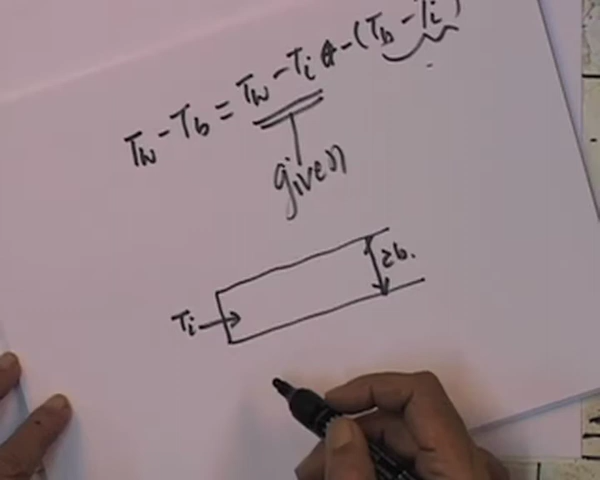 Tw - Tb = Tw - Ti - (Tb - Ti)
given
2b.
Ti